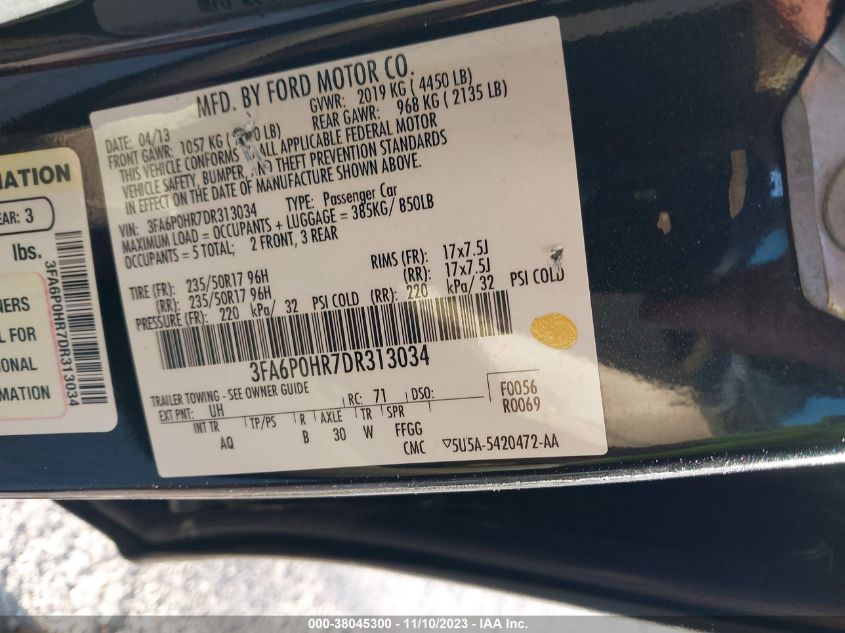 MFD. BY FORD MOTOR CO.
DATE: 04/13 GVWR: 2019 KG ( 4450 LB)
FRONT GAWR: 1057 KG ( LB) REAR GAWR: 968 KG ( 2135 LB)
THIS VEHICLE CONFORMS ALL APPLICABLE FEDERAL MOTOR
VEHICLE SAFETY, BUMPER, AND THEFT PREVENTION STANDARDS
IN EFFECT ON THE DATE OF MANUFACTURE SHOWN ABOVE.
VIN: 3FA6P0HR7DR313034 TYPE: Passenger Car
MAXIMUM LOAD = OCCUPANTS + LUGGAGE = 385KG/ 850LB
OCCUPANTS = 5 TOTAL; 2 FRONT, 3 REAR
TIRE (FR): 235/50R17 96H RIMS (FR): 17x7.5J
(RR): 235/50R17 96H (RR): 17x7.5J
PRESSURE (FR): 220 kPa/ 32 PSI COLD (RR): 220 kPa/ 32 PSI COLD
3FA6P0HR7DR313034
TRAILER TOWING - SEE OWNER GUIDE
EXT PNT: UH RC: 71 DSO: F0056
R0069
INT TR TP/PS R AXLE TR SPR
AQ B 30 W FFGG
CMC ▽5U5A-5420472-AA
MATION
EAR: 3
lbs.
3FA6P0HR7DR313034
NERS
L FOR
IONAL
000-38045300 - 11/10/2023 - IAA Inc.